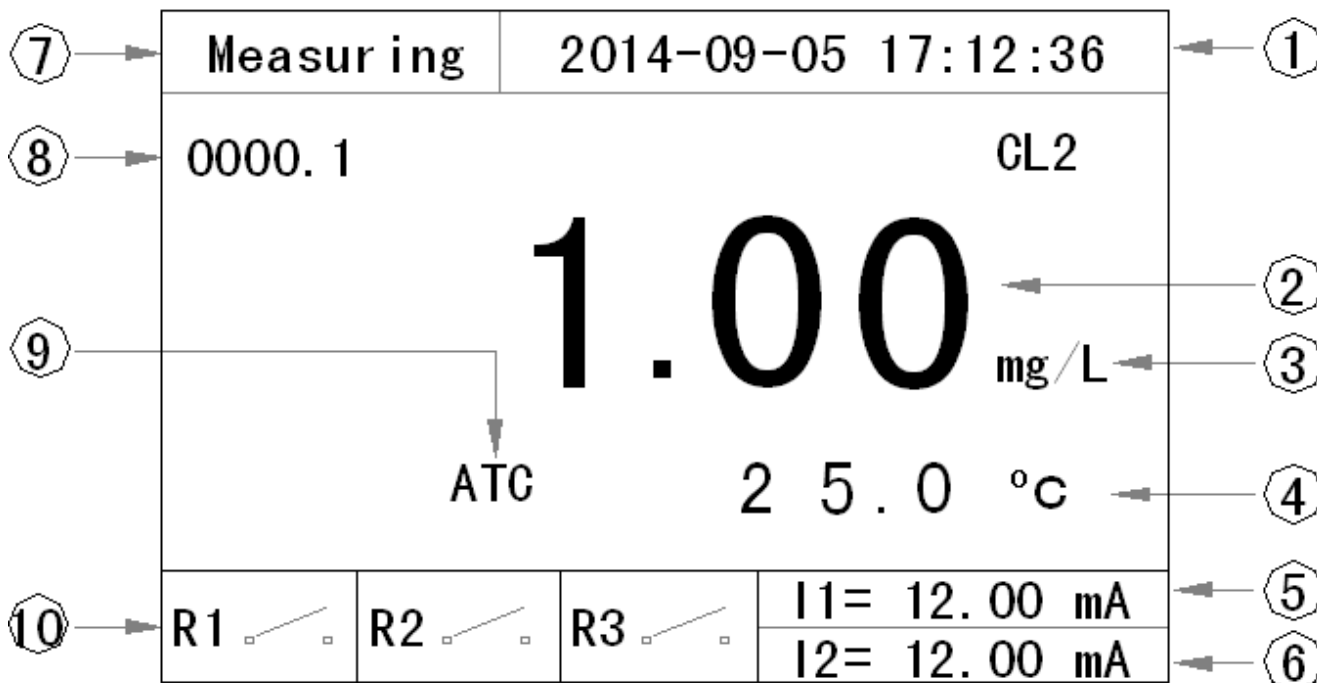 ⑦ Measuring 2014-09-05 17:12:36 ①
⑧ 0000.1 CL2
1.00 ②
⑨ mg/L ③
ATC 25.0 ºC ④
⑩ R1 R2 R3 I1= 12.00 mA ⑤
I2= 12.00 mA ⑥